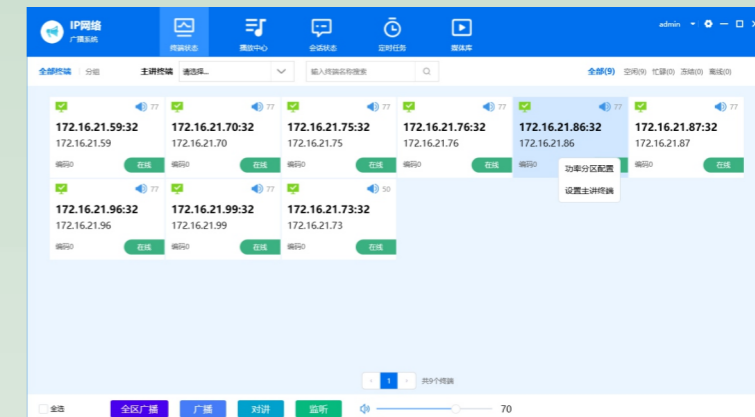 IP网络
广播系统
终端状态
播放中心
会话状态
定时任务
媒体库
admin
全部终端 分组 主讲终端 请选择... 输入终端名称搜索 全部(9) 空闲(9) 忙碌(0) 冻结(0) 离线(0)
77 77 77 77 77 77
172.16.21.59:32 172.16.21.70:32 172.16.21.75:32 172.16.21.76:32 172.16.21.86:32 172.16.21.87:32
172.16.21.59 172.16.21.70 172.16.21.75 172.16.21.76 172.16.21.86 172.16.21.87
编码0 在线 编码0 在线 编码0 在线 编码0 在线 编码0 编码0 在线
功率分区配置
设置主讲终端
77 77 50
172.16.21.96:32 172.16.21.99:32 172.16.21.73:32
172.16.21.96 172.16.21.99 172.16.21.73
编码0 在线 编码0 在线 编码0 在线
1 共9个终端
全选 全区广播 广播 对讲 监听 70